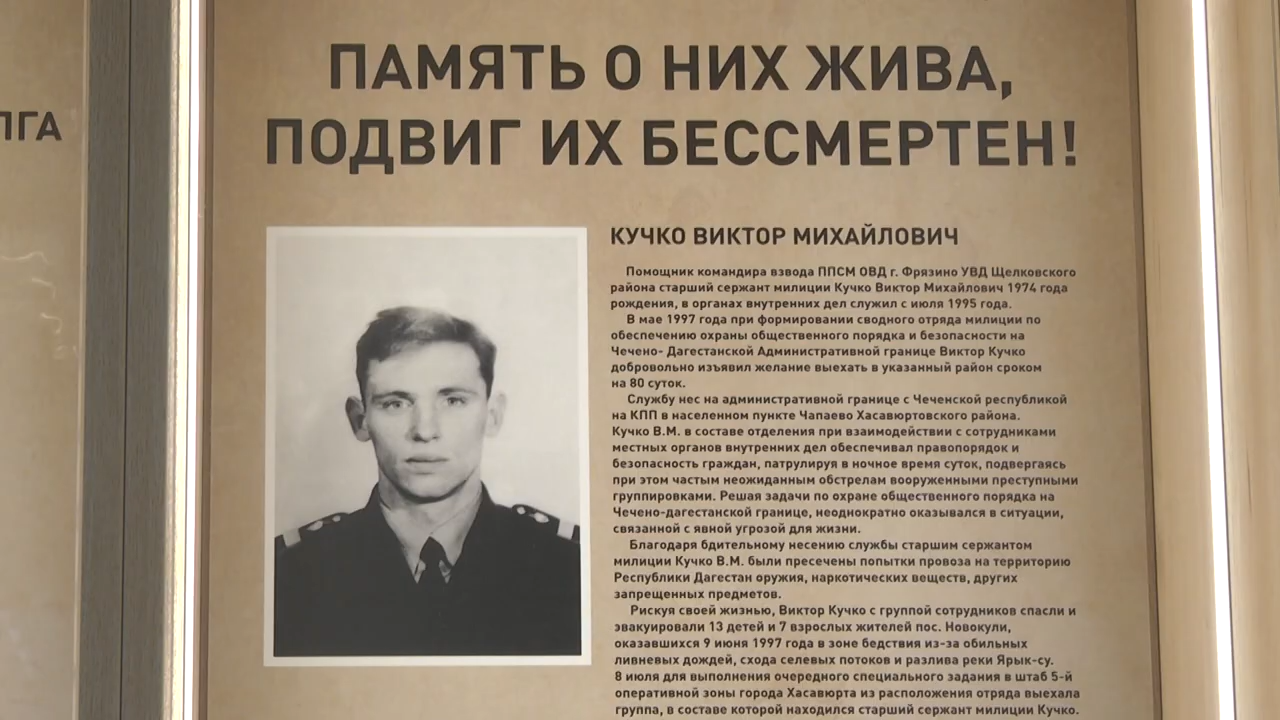 ЛГА
ПАМЯТЬ О НИХ ЖИВА,
ПОДВИГ ИХ БЕССМЕРТЕН!
КУЧКО ВИКТОР МИХАЙЛОВИЧ
Помощник командира взвода ППСМ ОВД г. Фрязино УВД Щелковского
района старший сержант милиции Кучко Виктор Михайлович 1974 года
рождения, в органах внутренних дел служил с июля 1995 года.
В мае 1997 года при формировании сводного отряда милиции по
обеспечению охраны общественного порядка и безопасности на
Чечено- Дагестанской Административной границе Виктор Кучко
добровольно изъявил желание выехать в указанный район сроком
на 80 суток.
Службу нес на административной границе с Чеченской республикой
на КПП в населенном пункте Чапаево Хасавюртовского района.
Кучко В.М. в составе отделения при взаимодействии с сотрудниками
местных органов внутренних дел обеспечивал правопорядок и
безопасность граждан, патрулируя в ночное время суток, подвергаясь
при этом частым неожиданным обстрелам вооруженными преступными
группировками. Решая задачи по охране общественного порядка на
Чечено-дагестанской границе, неоднократно оказывался в ситуации,
связанной с явной угрозой для жизни.
Благодаря бдительному несению службы старшим сержантом
милиции Кучко В.М. были пресечены попытки провоза на территорию
Республики Дагестан оружия, наркотических веществ, других
запрещенных предметов.
Рискуя своей жизнью, Виктор Кучко с группой сотрудников спасли и
эвакуировали 13 детей и 7 взрослых жителей пос. Новокули,
оказавшихся 9 июня 1997 года в зоне бедствия из-за обильных
ливневых дождей, схода селевых потоков и разлива реки Ярык-су.
8 июля для выполнения очередного специального задания в штаб 5-й
оперативной зоны города Хасавюрта из расположения отряда выехала
группа, в составе которой находился старший сержант милиции Кучко.